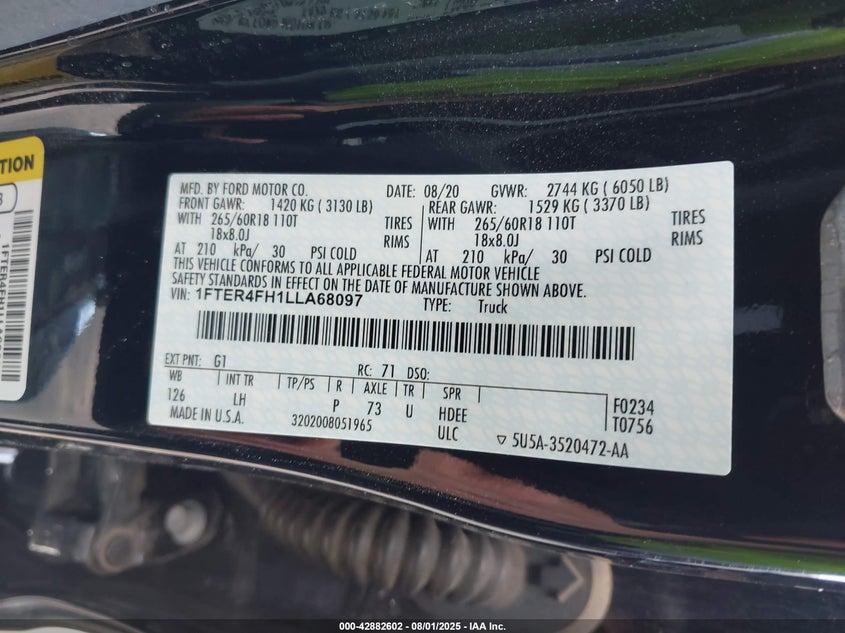 MFD. BY FORD MOTOR CO. DATE: 08/20 GVWR: 2744 KG ( 6050 LB)
FRONT GAWR: 1420 KG ( 3130 LB) REAR GAWR: 1529 KG ( 3370 LB)
WITH 265/60R18 110T TIRES WITH 265/60R18 110T TIRES
18x8.0J RIMS 18x8.0J RIMS
AT 210 kPa/ 30 PSI COLD AT 210 kPa/ 30 PSI COLD
THIS VEHICLE CONFORMS TO ALL APPLICABLE FEDERAL MOTOR VEHICLE
SAFETY STANDARDS IN EFFECT ON THE DATE OF MANUFACTURE SHOWN ABOVE.
VIN: 1FTER4FH1LLA68097 TYPE: Truck
EXT PNT: G1 RC: 71 DSO:
WB INT TR TP/PS R AXLE TR SPR
126 LH P 73 U HDEE F0234
ULC T0756
MADE IN U.S.A. 3202008051965 5U5A-3520472-AA
000-42882602 - 08/01/2025 - IAA Inc.